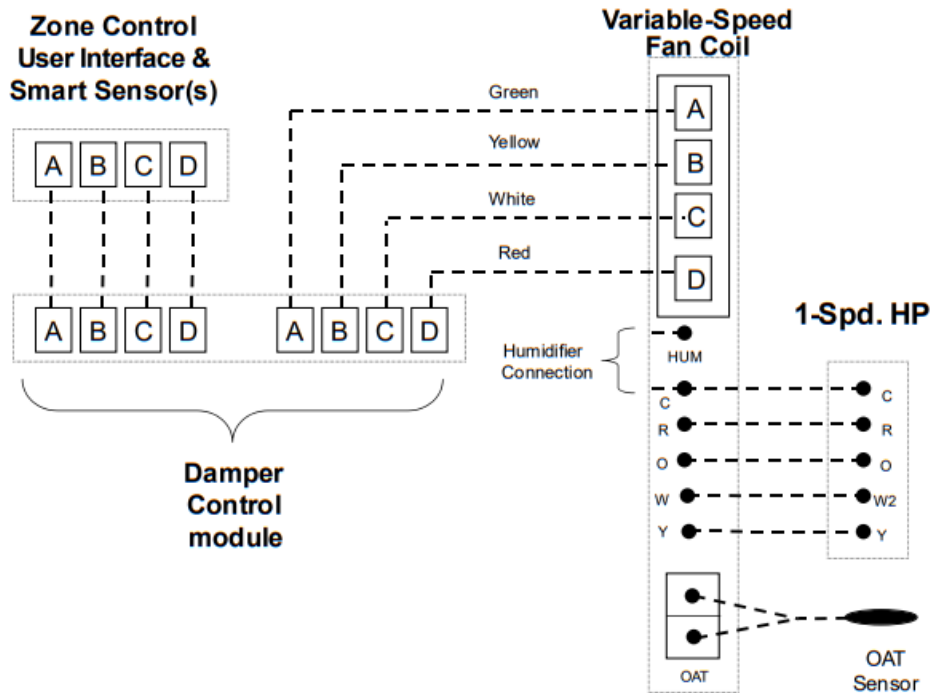 Zone Control
User Interface &
Smart Sensor(s)
A B C D
Variable-Speed
Fan Coil
Green
A
Yellow
B
White
C
Red
D
A B C D
A B C D
Damper
Control
module
Humidifier
Connection
HUM
1-Spd. HP
C
C
R
R
O
O
W
W2
Y
Y
OAT
OAT
Sensor